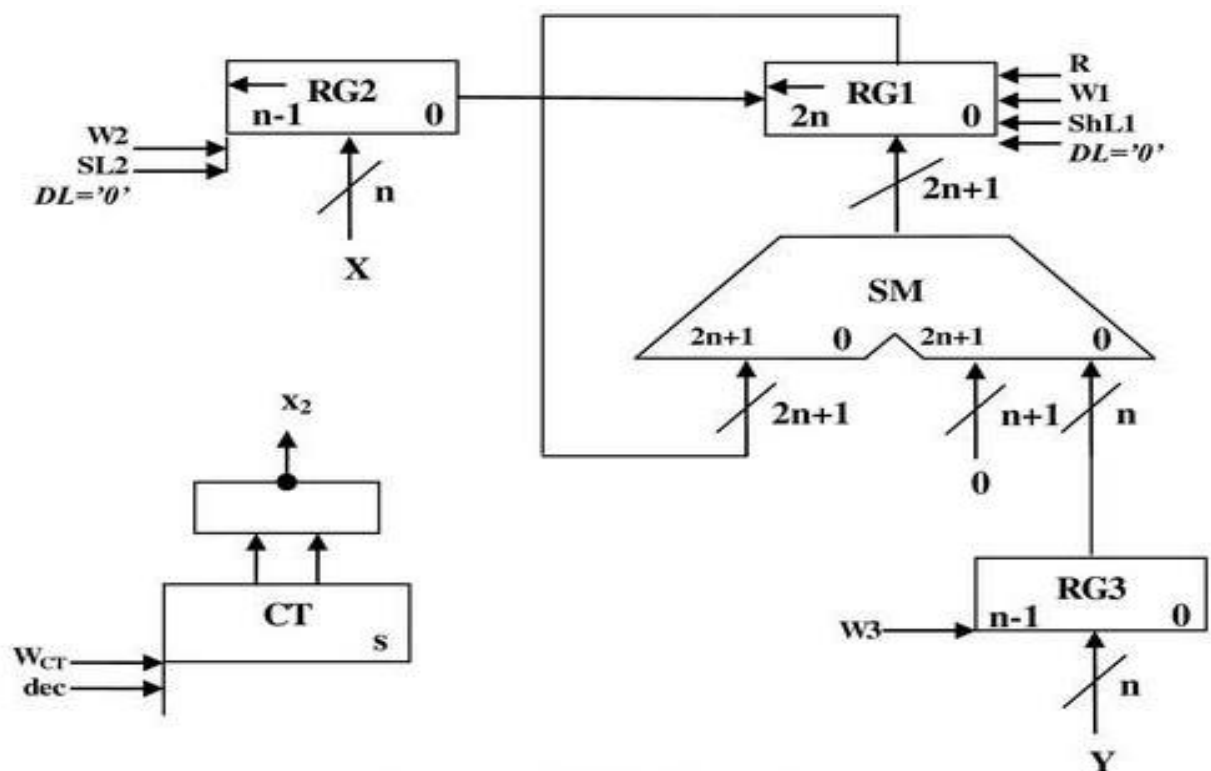 RG2
n-1 0
W2
SL2
DL='0'
n
X
RG1
2n 0
R
W1
ShL1
DL='0'
2n+1
SM
2n+1 0 2n+1 0
2n+1
n+1
n
0
x₂
CT
s
W_CT
dec
RG3
n-1 0
W3
n
Y